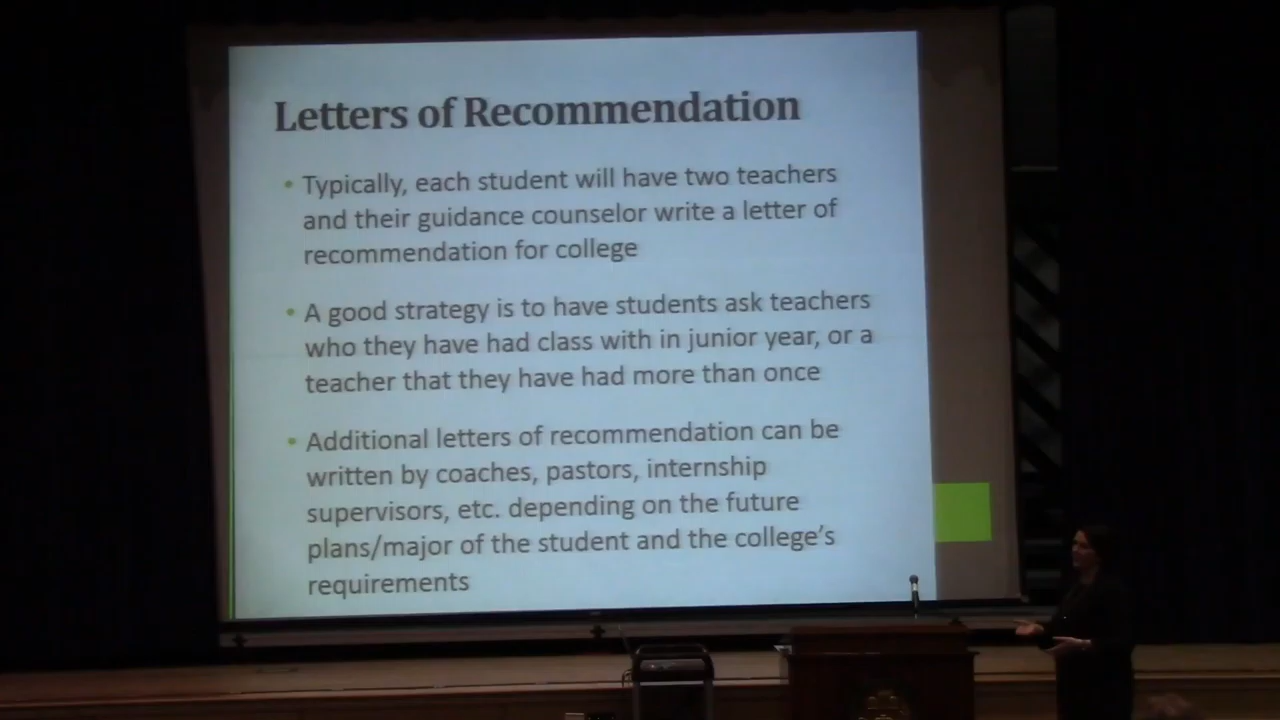 Letters of Recommendation
• Typically, each student will have two teachers
and their guidance counselor write a letter of
recommendation for college
• A good strategy is to have students ask teachers
who they have had class with in junior year, or a
teacher that they have had more than once
• Additional letters of recommendation can be
written by coaches, pastors, internship
supervisors, etc. depending on the future
plans/major of the student and the college's
requirements